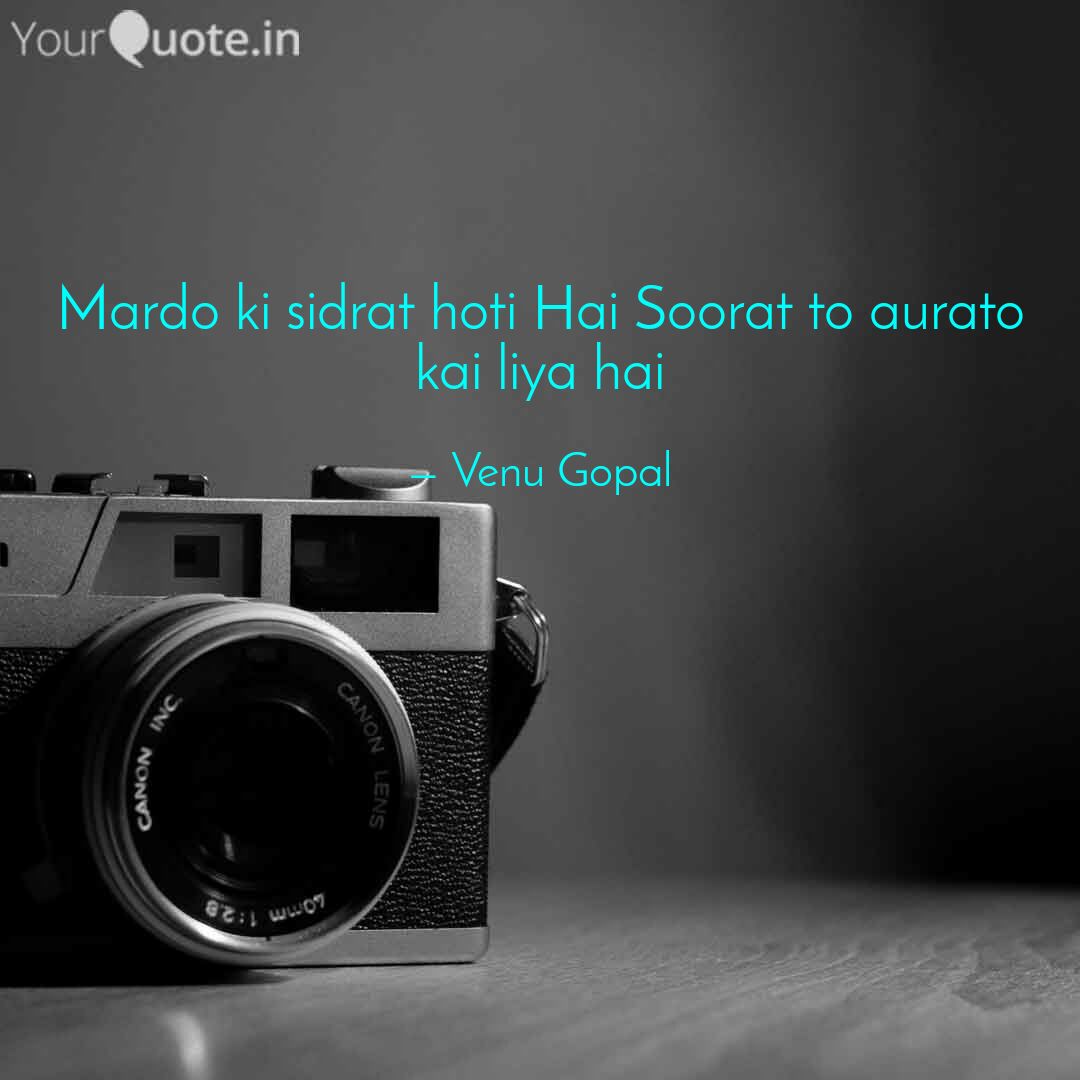 YourQuote.in
Mardo ki sidrat hoti Hai Soorat to aurato
kai liya hai
– Venu Gopal
CANON INC.
CANON LENS
40mm 1:2.8